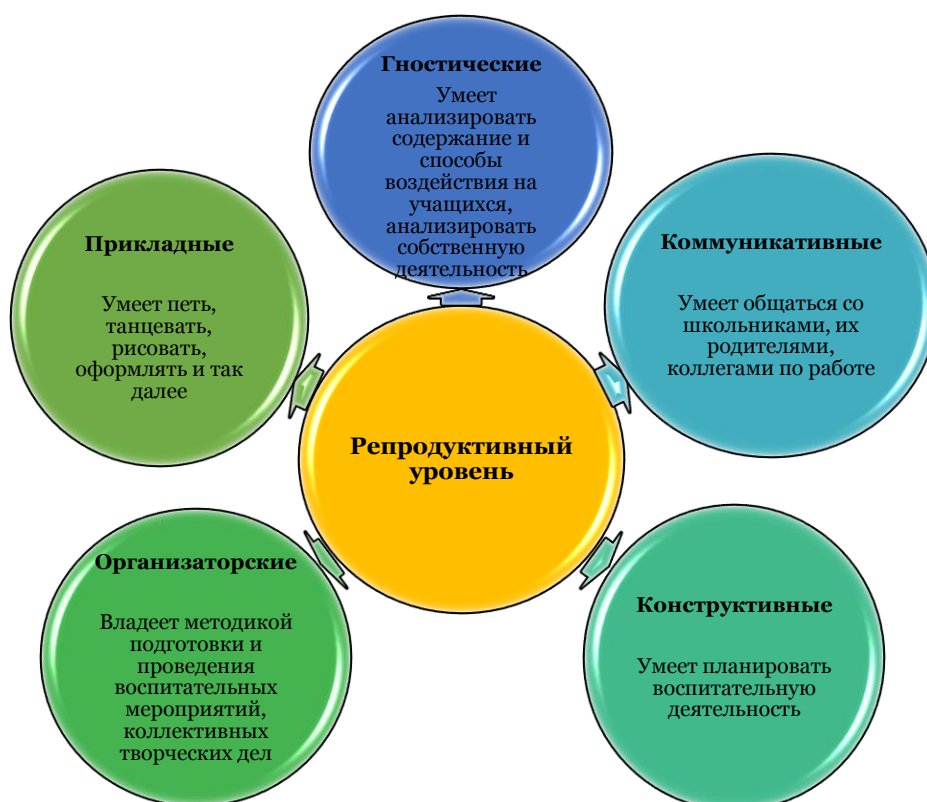 Гностические
Умеет
анализировать
содержание и
способы
воздействия на
учащихся,
анализировать
собственную
деятельность
Прикладные
Умеет петь,
танцевать,
рисовать,
оформлять и так
далее
Коммуникативные
Умеет общаться со
школьниками, их
родителями,
коллегами по работе
Репродуктивный
уровень
Организаторские
Владеет методикой
подготовки и
проведения
воспитательных
мероприятий,
коллективных
творческих дел
Конструктивные
Умеет планировать
воспитательную
деятельность